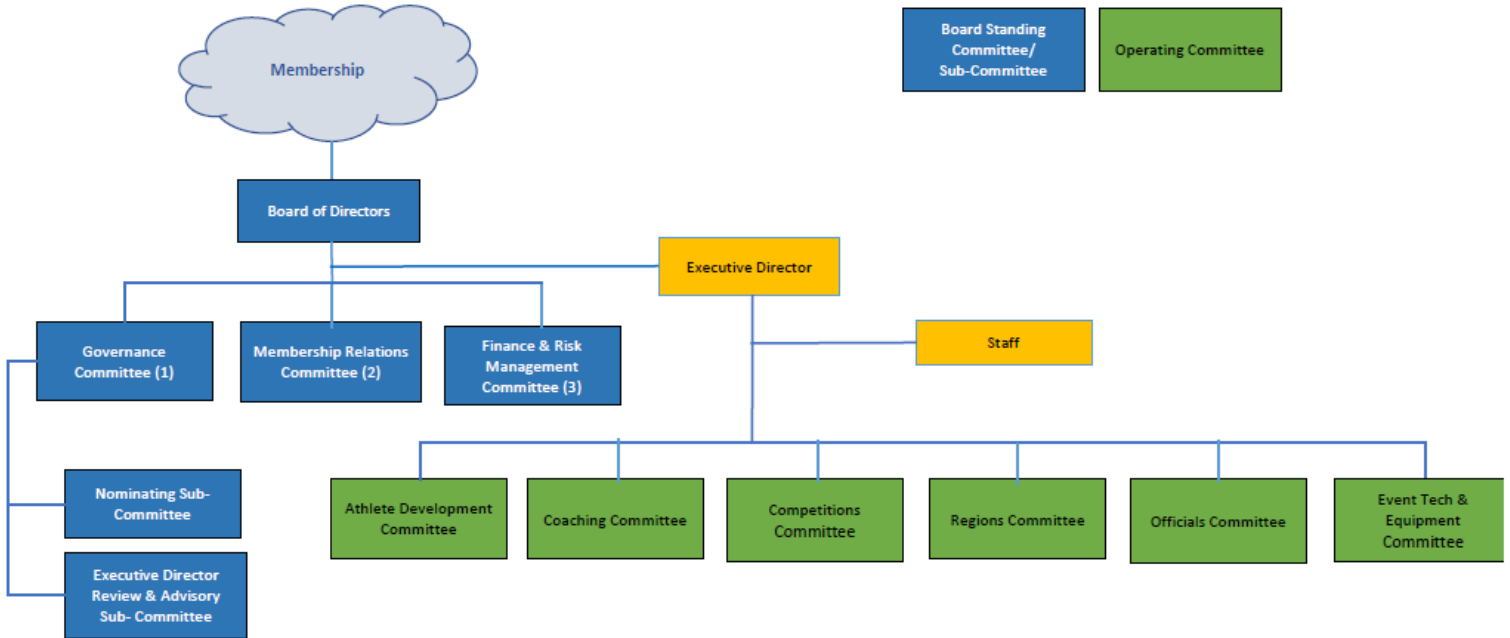 Membership
Board Standing
Committee/
Sub-Committee
Operating Committee
Board of Directors
Executive Director
Staff
Governance
Committee (1)
Membership Relations
Committee (2)
Finance & Risk
Management
Committee (3)
Nominating Sub-
Committee
Executive Director
Review & Advisory
Sub- Committee
Athlete Development
Committee
Coaching Committee
Competitions
Committee
Regions Committee
Officials Committee
Event Tech &
Equipment
Committee